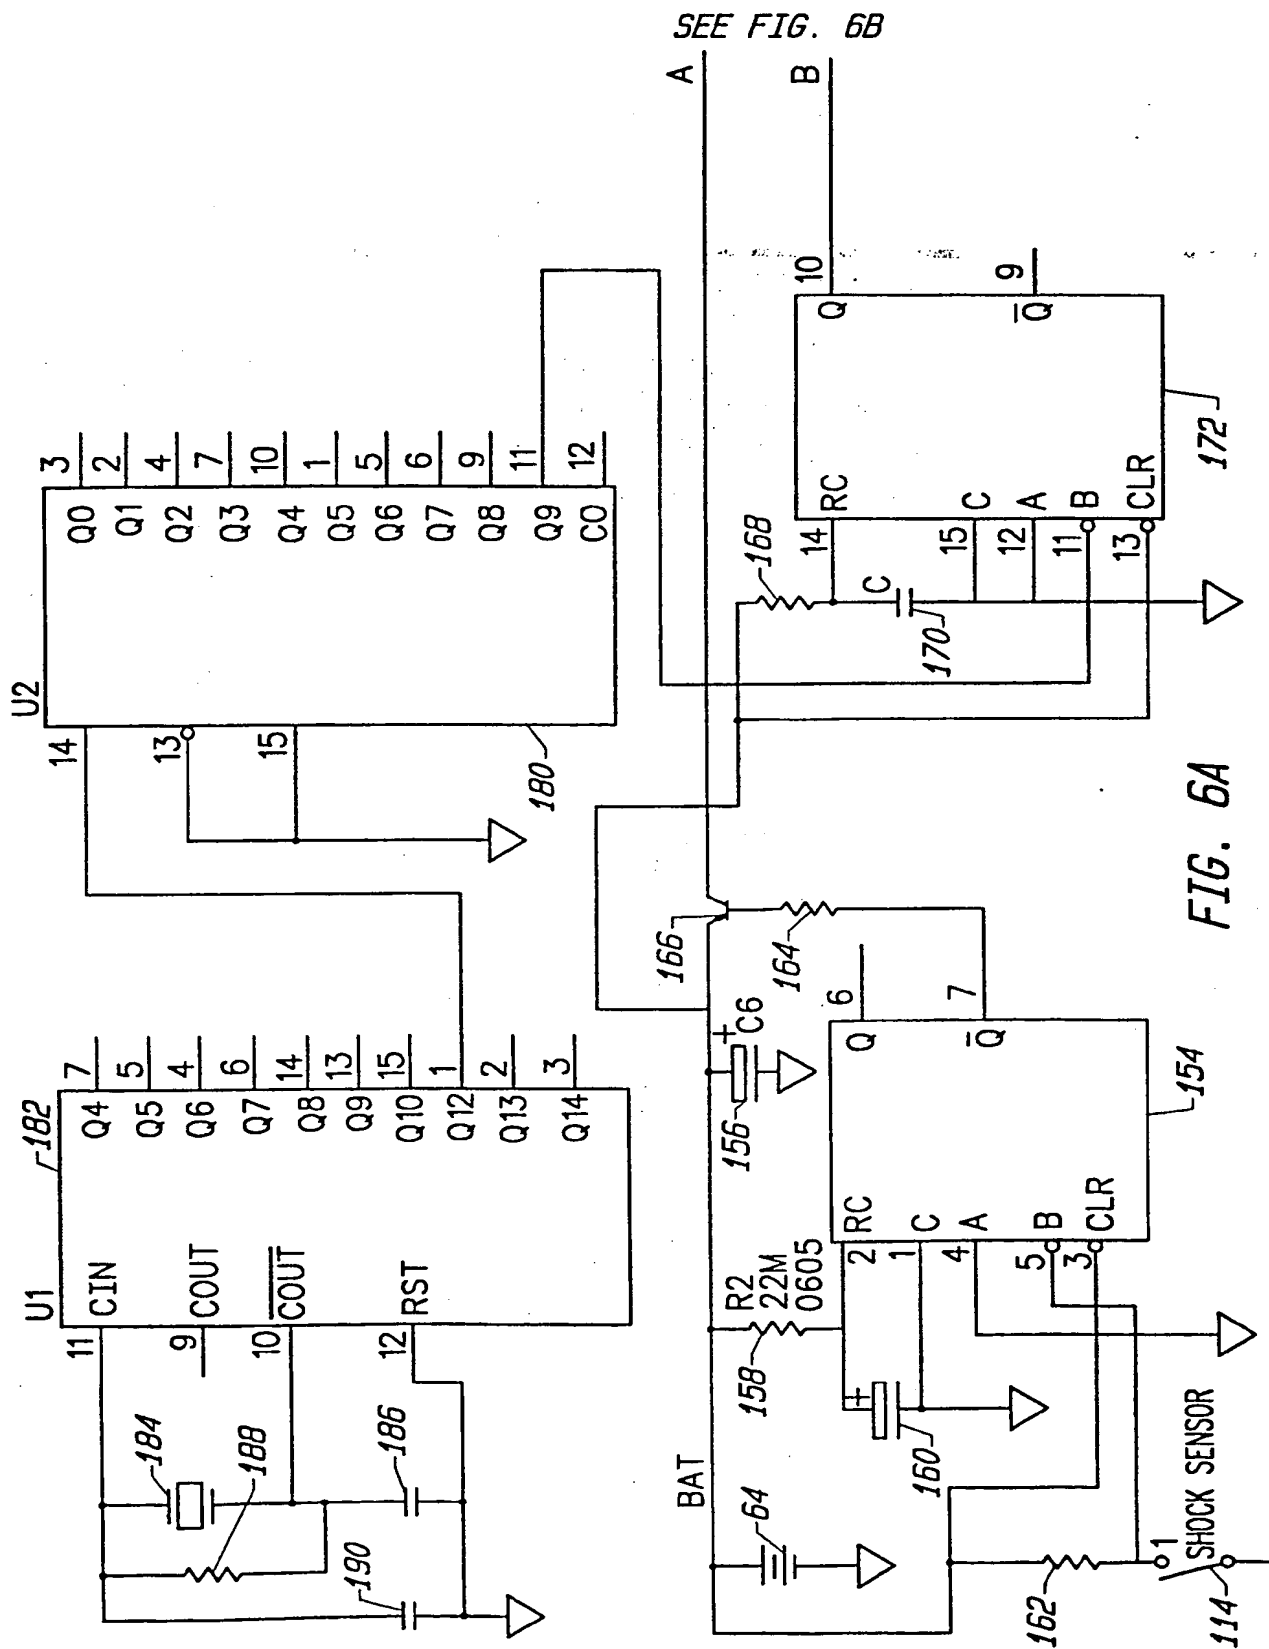 SEE FIG. 6B
A
B
U1
182
11
CIN
9
COUT
10
COUT
12
RST
Q4
7
Q5
5
Q6
4
Q7
6
Q8
14
Q9
13
Q10
15
Q12
1
Q13
2
Q14
3
184
188
186
190
U2
14
13
15
180
Q0
3
Q1
2
Q2
4
Q3
7
Q4
10
Q5
1
Q6
5
Q7
6
Q8
9
Q9
11
CO
12
BAT
64
R2
22M
0605
158
160
+
156
+
C6
166
164
2
RC
1
C
4
A
5
B
3
CLR
Q
6
Q
7
154
162
1
SHOCK SENSOR
114
168
C
170
14
RC
15
C
12
A
11
B
13
CLR
Q
10
Q
9
172
FIG. 6A